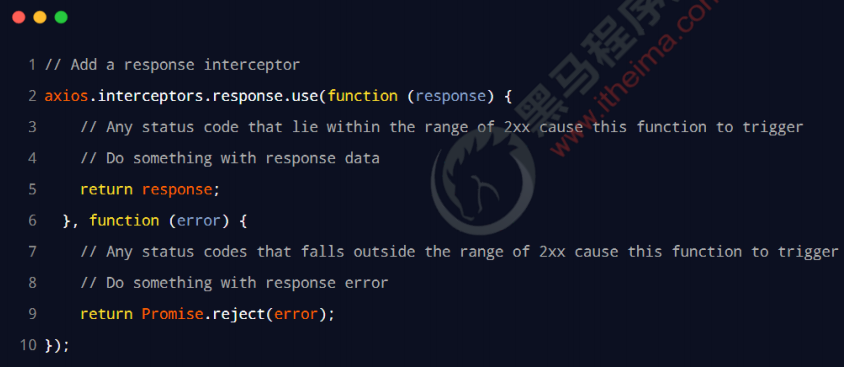 1 // Add a response interceptor
2 axios.interceptors.response.use(function (response) {
3 // Any status code that lie within the range of 2xx cause this function to trigger
4 // Do something with response data
5 return response;
6 }, function (error) {
7 // Any status codes that falls outside the range of 2xx cause this function to trigger
8 // Do something with response error
9 return Promise.reject(error);
10 });
黑马程序
www.itheima.com